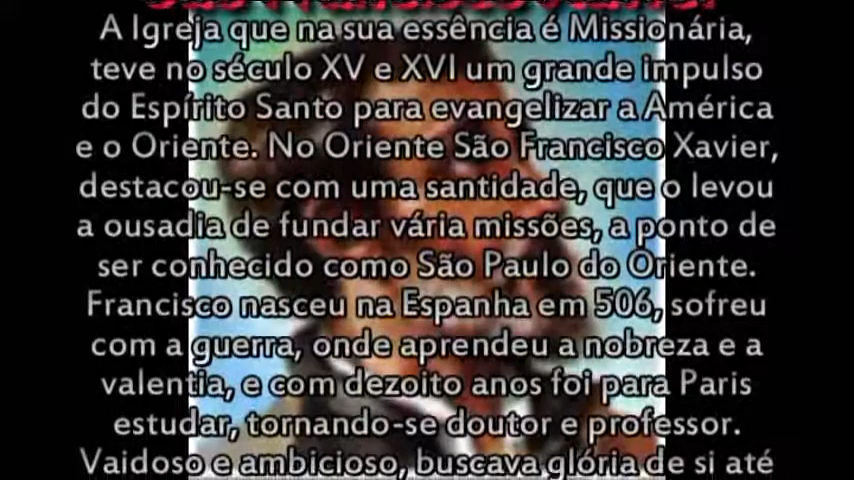 A Igreja que na sua essência é Missionária,
teve no século XV e XVI um grande impulso
do Espírito Santo para evangelizar a América
e o Oriente. No Oriente São Francisco Xavier,
destacou-se com uma santidade, que o levou
a ousadia de fundar vária missões, a ponto de
ser conhecido como São Paulo do Oriente.
Francisco nasceu na Espanha em 506, sofreu
com a guerra, onde aprendeu a nobreza e a
valentia, e com dezoito anos foi para Paris
estudar, tornando-se doutor e professor.
Vaidoso e ambicioso, buscava glória de si até